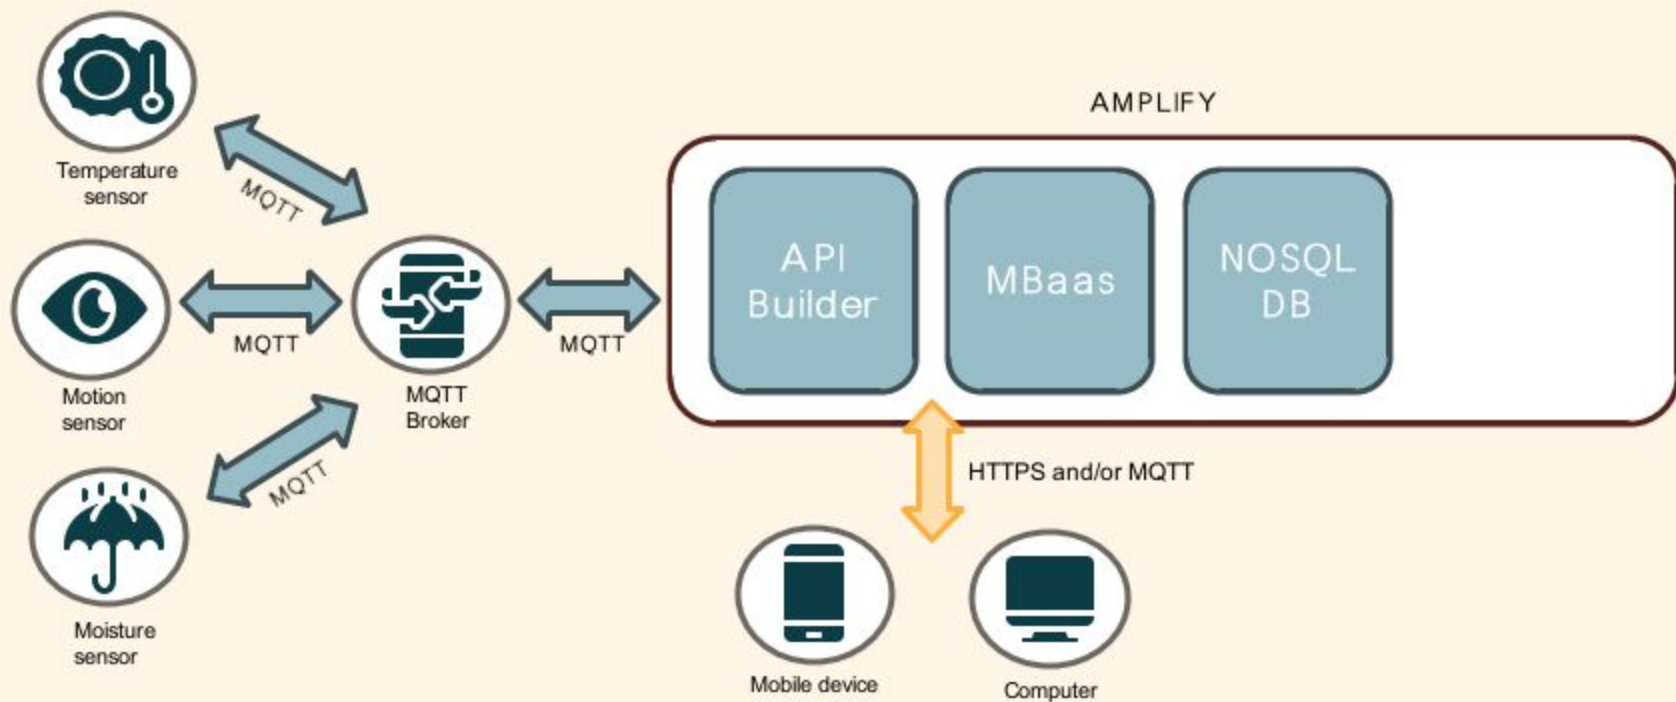 Temperature
sensor
MQTT
Motion
sensor
MQTT
Moisture
sensor
MQTT
MQTT
Broker
MQTT
AMPLIFY
API
Builder
MBaas
NOSQL
DB
HTTPS and/or MQTT
Mobile device
Computer